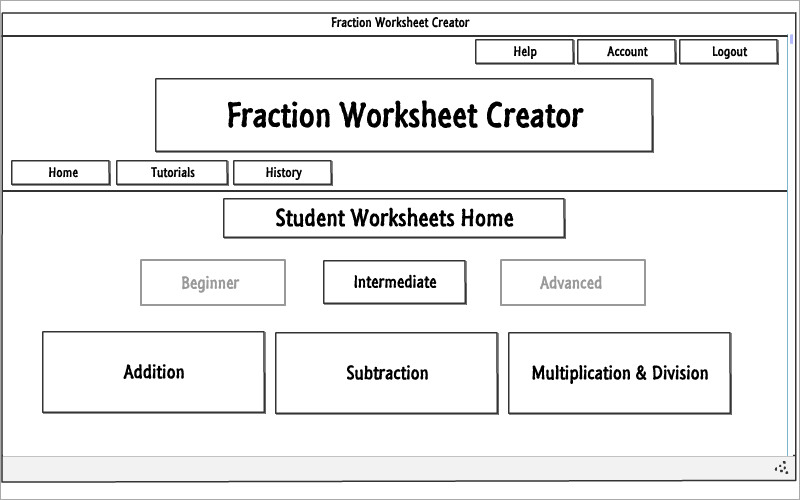 Fraction Worksheet Creator
Help Account Logout
Fraction Worksheet Creator
Home Tutorials History
Student Worksheets Home
Beginner Intermediate Advanced
Addition Subtraction Multiplication & Division